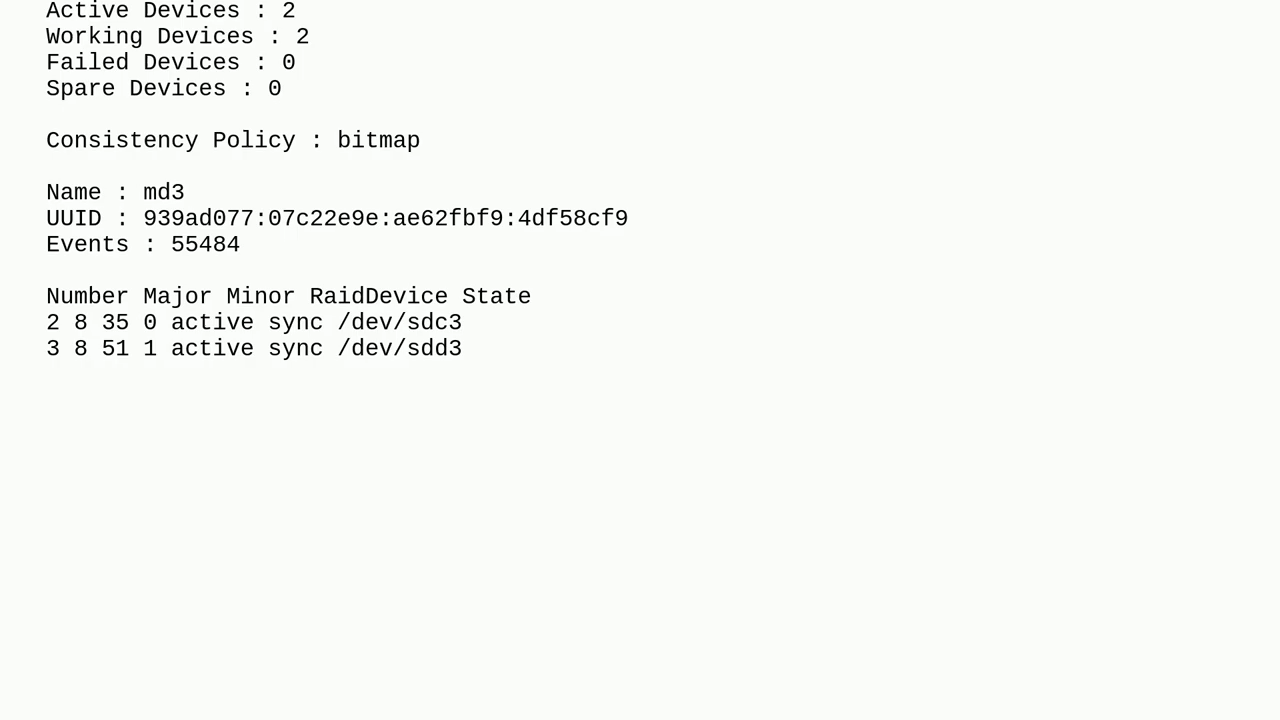 Active Devices : 2
Working Devices : 2
Failed Devices : 0
Spare Devices : 0
Consistency Policy : bitmap
Name : md3
UUID : 939ad077:07c22e9e:ae62fbf9:4df58cf9
Events : 55484
Number Major Minor RaidDevice State
2 8 35 0 active sync /dev/sdc3
3 8 51 1 active sync /dev/sdd3